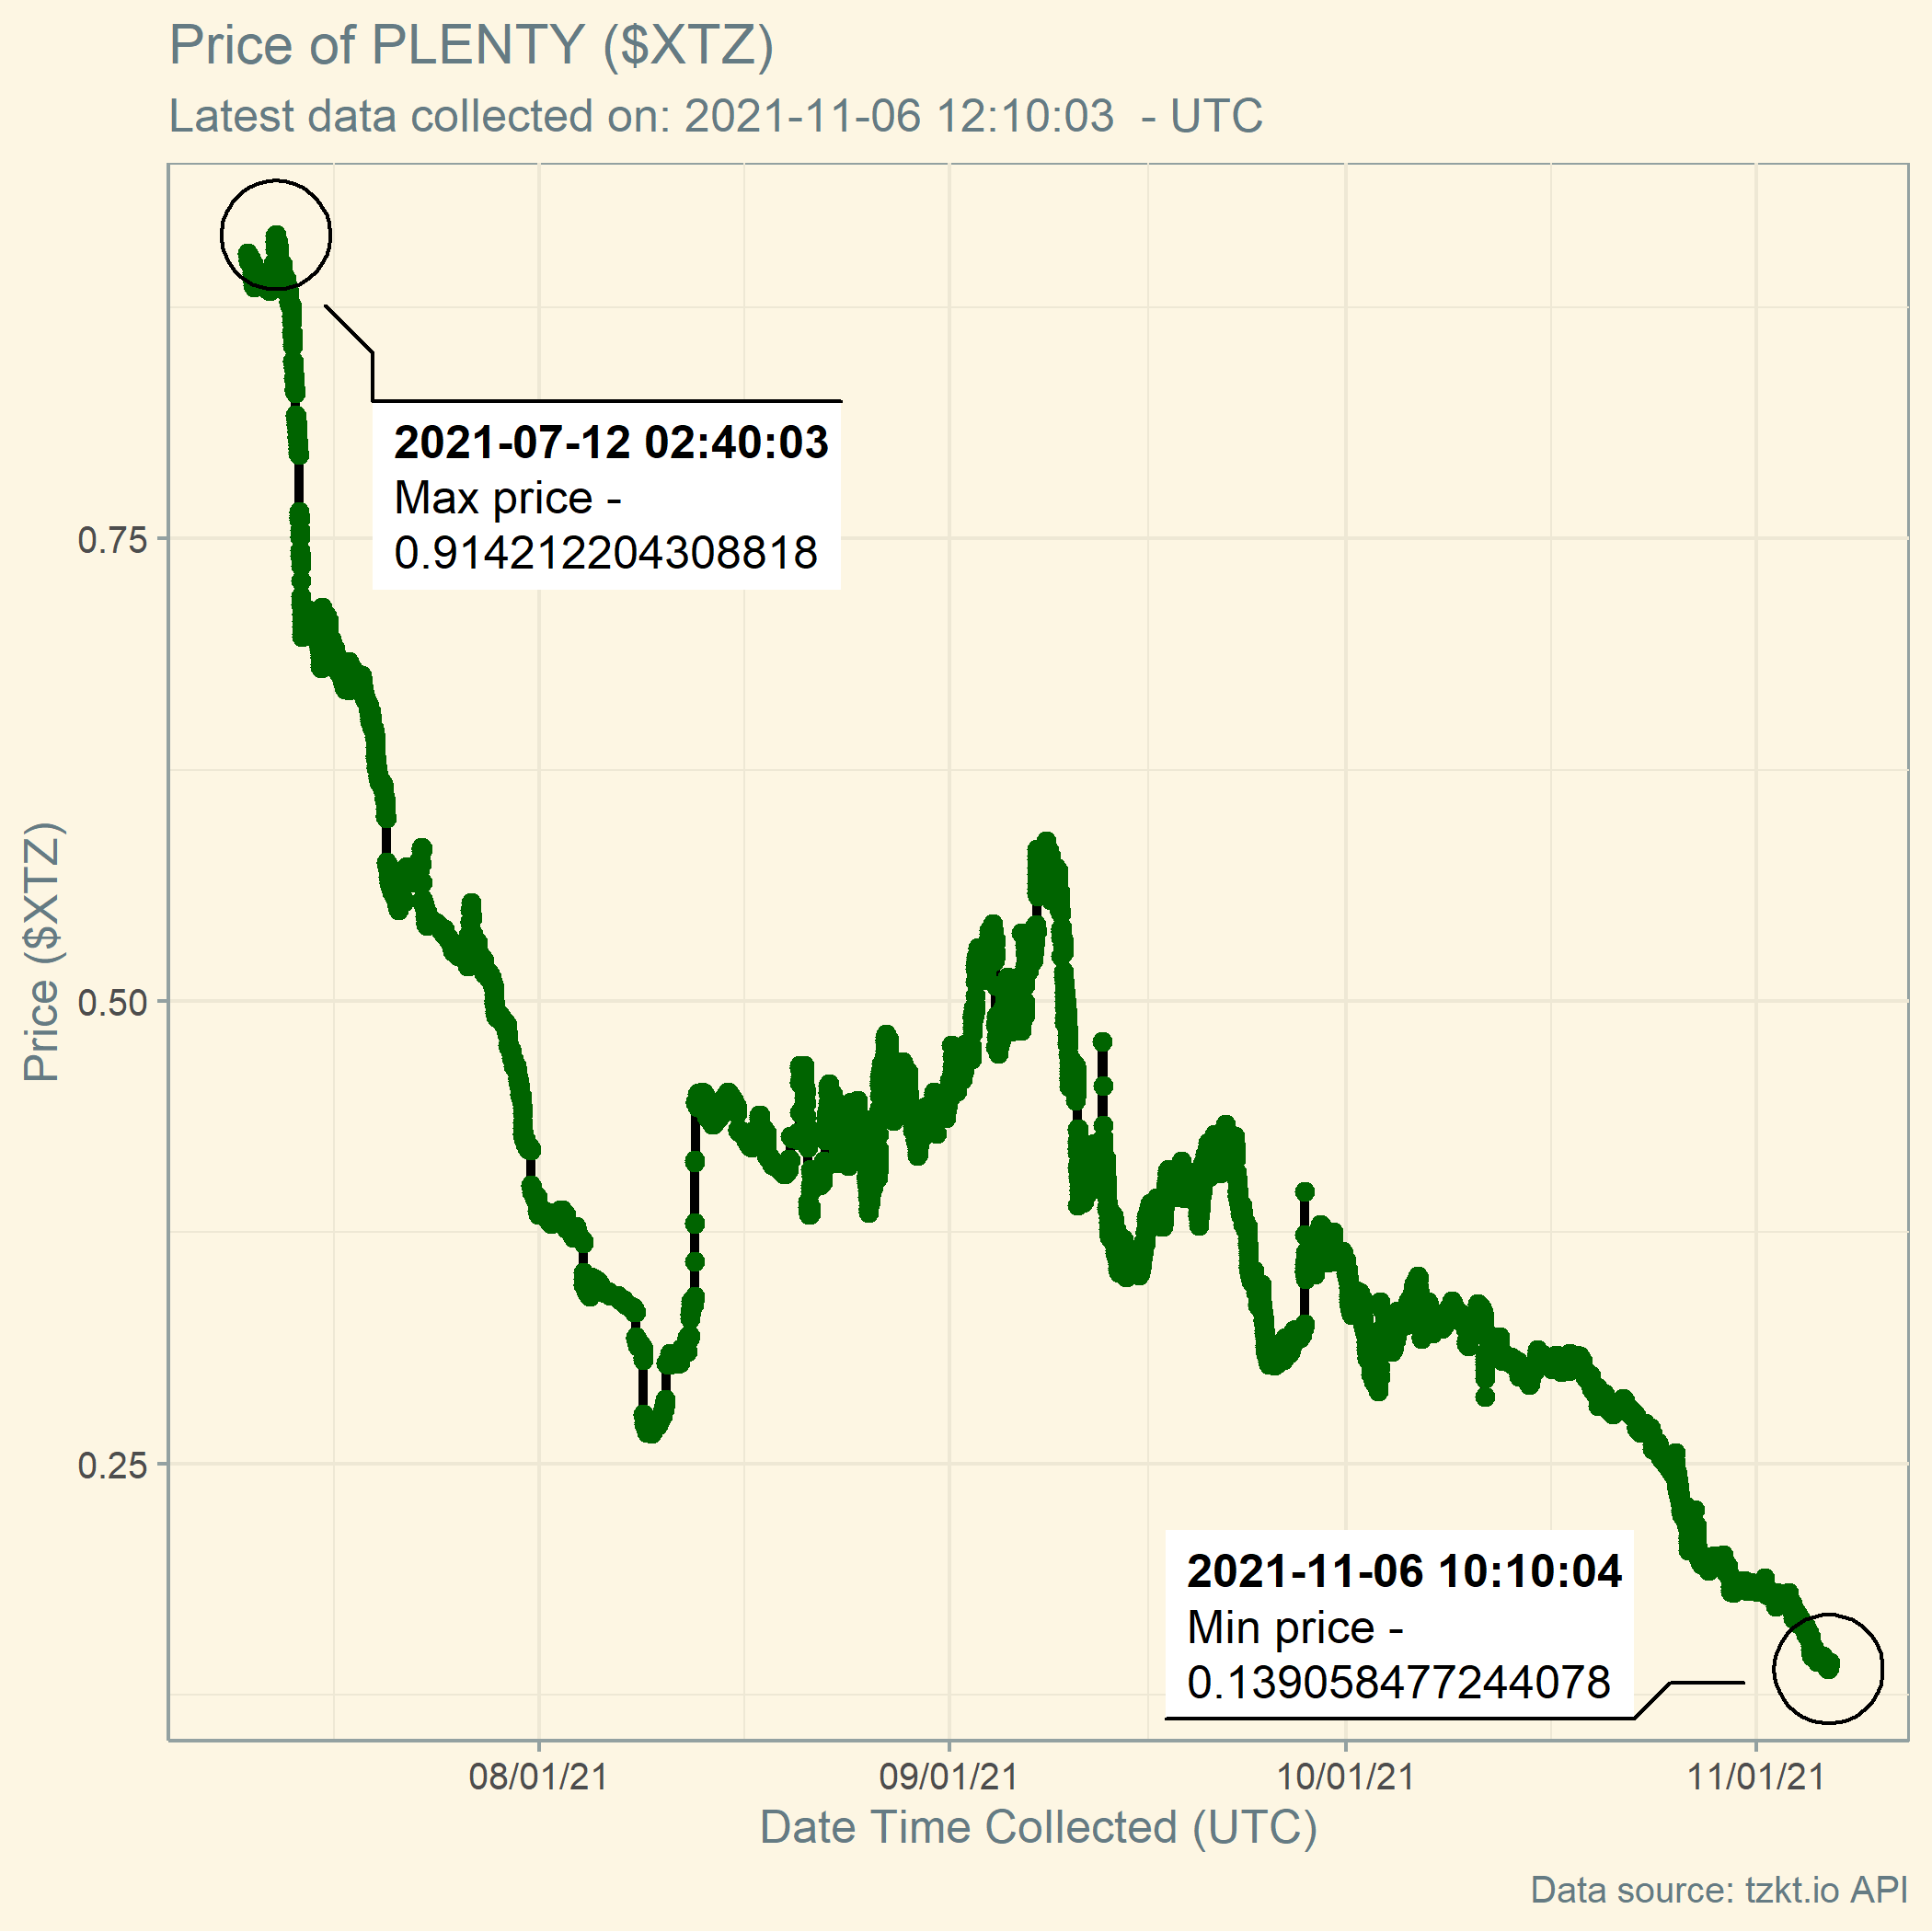 Price of PLENTY ($XTZ)
Latest data collected on: 2021-11-06 12:10:03  - UTC
2021-07-12 02:40:03
Max price -
0.9142122204308818
0.75
0.50
0.25
Price ($XTZ)
2021-11-06 10:10:04
Min price -
0.139058477244078
08/01/21
09/01/21
10/01/21
11/01/21
Date Time Collected (UTC)
Data source: tzkt.io API